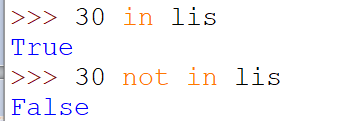 >>> 30 in lis
True
>>> 30 not in lis
False